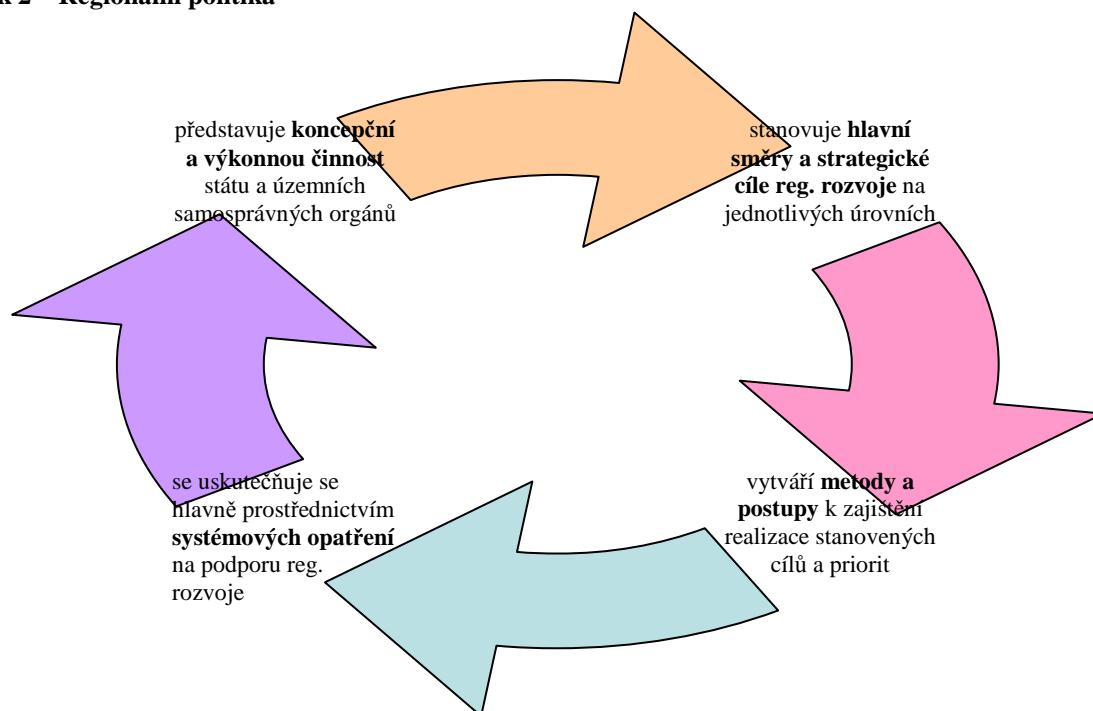 k 2 – Regionální politika
představuje koncepční
a výkonnou činnost
státu a územních
samosprávných orgánů
stanovuje hlavní
směry a strategické
cíle reg. rozvoje na
jednotlivých úrovních
vytváří metody a
postupy k zajištění
realizace stanovených
cílů a priorit
se uskutečňuje se
hlavně prostřednictvím
systémových opatření
na podporu reg.
rozvoje